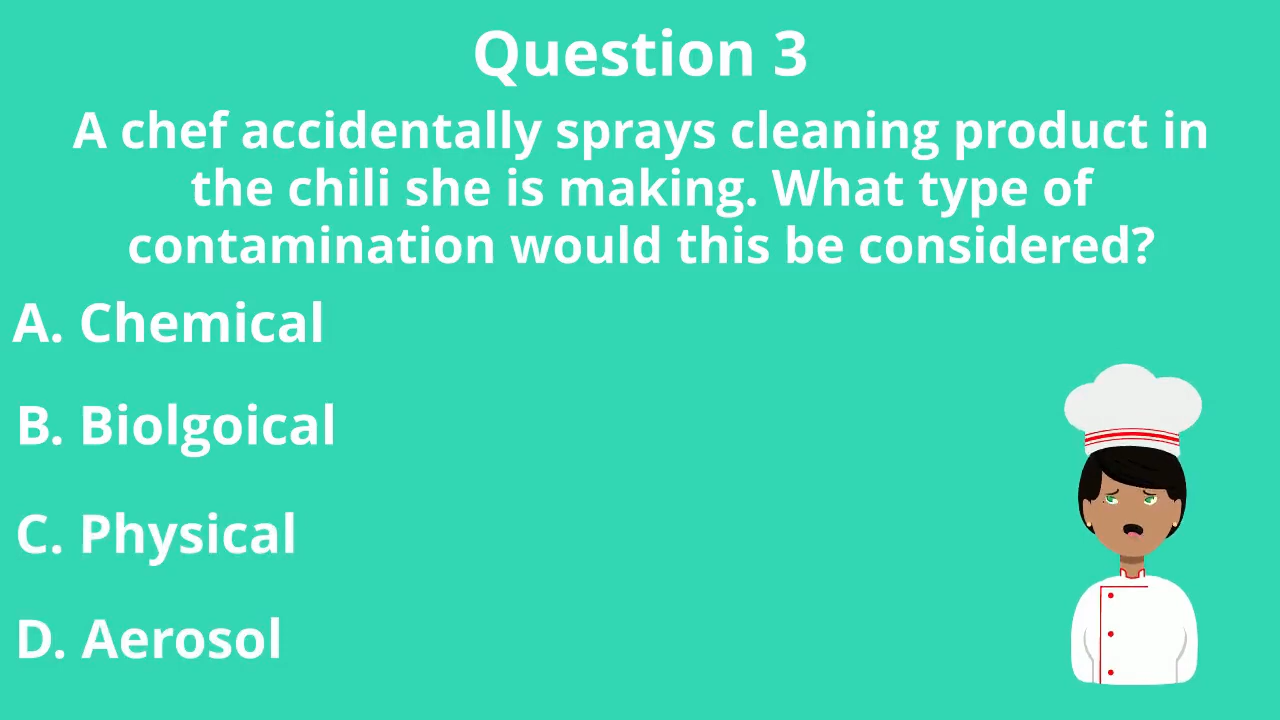 Question 3
A chef accidentally sprays cleaning product in
the chili she is making. What type of
contamination would this be considered?
A. Chemical
B. Biolgoical
C. Physical
D. Aerosol